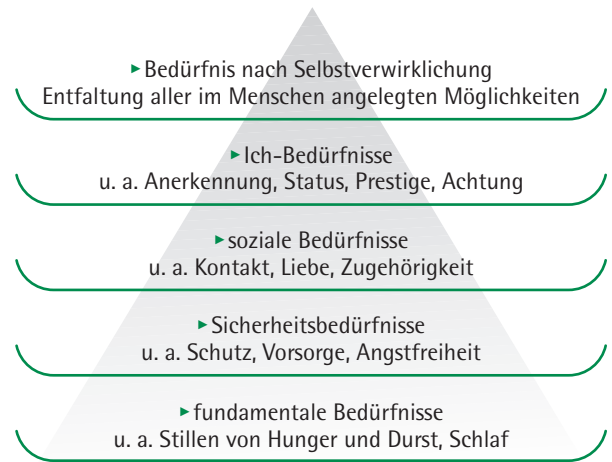 ▸Bedürfnis nach Selbstverwirklichung
Entfaltung aller im Menschen angelegten Möglichkeiten
▸Ich-Bedürfnisse
u. a. Anerkennung, Status, Prestige, Achtung
▸soziale Bedürfnisse
u. a. Kontakt, Liebe, Zugehörigkeit
▸Sicherheitsbedürfnisse
u. a. Schutz, Vorsorge, Angstfreiheit
▸fundamentale Bedürfnisse
u. a. Stillen von Hunger und Durst, Schlaf